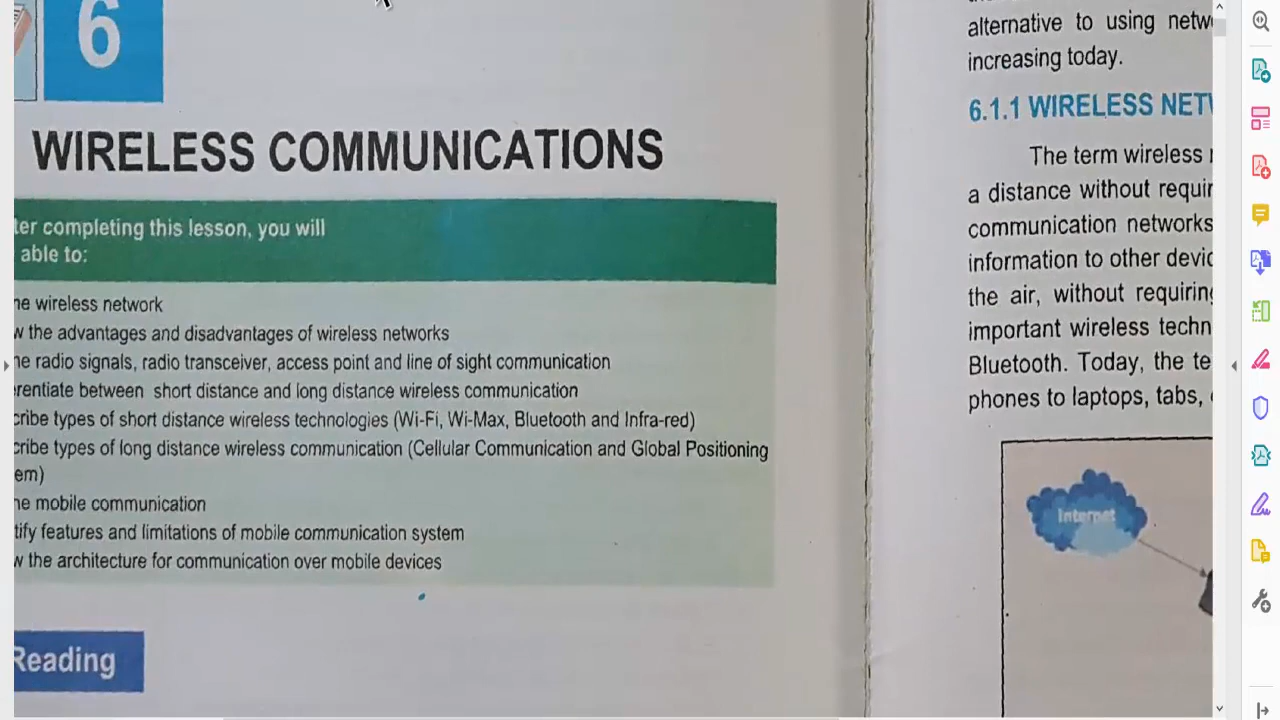 6
WIRELESS COMMUNICATIONS
ter completing this lesson, you will
able to:
ne wireless network
w the advantages and disadvantages of wireless networks
ne radio signals, radio transceiver, access point and line of sight communication
rentiate between short distance and long distance wireless communication
cribe types of short distance wireless technologies (Wi-Fi, Wi-Max, Bluetooth and Infra-red)
cribe types of long distance wireless communication (Cellular Communication and Global Positioning
em)
ne mobile communication
tify features and limitations of mobile communication system
w the architecture for communication over mobile devices
Reading
alternative to using netw
increasing today.
6.1.1 WIRELESS NETW
The term wireless
a distance without requir
communication networks
information to other devic
the air, without requiring
important wireless techn
Bluetooth. Today, the te
phones to laptops, tabs,
Internet